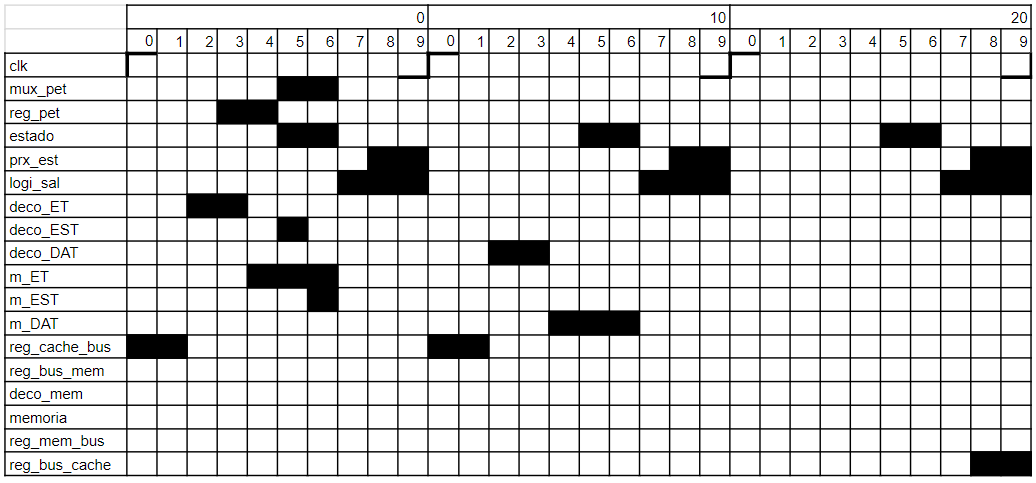 0 10 20
0 1 2 3 4 5 6 7 8 9 0 1 2 3 4 5 6 7 8 9 0 1 2 3 4 5 6 7 8 9
clk
mux_pet
reg_pet
estado
prx_est
logi_sal
deco_ET
deco_EST
deco_DAT
m_ET
m_EST
m_DAT
reg_cache_bus
reg_bus_mem
deco_mem
memoria
reg_mem_bus
reg_bus_cache